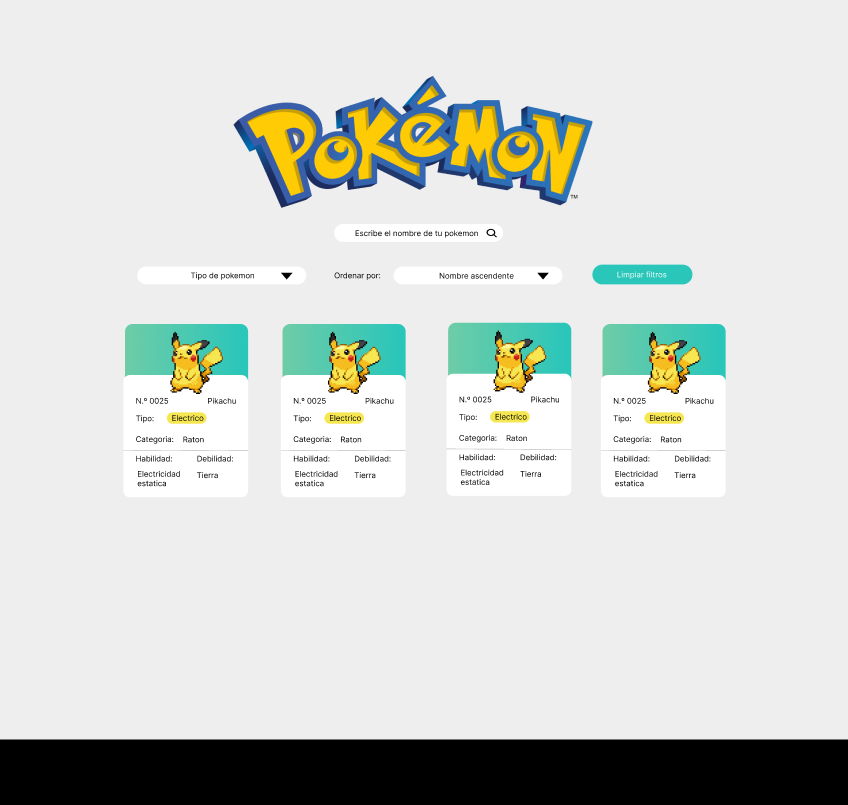 POKéMON
TM
Escribe el nombre de tu pokemon
Tipo de pokemon
Ordenar por:
Nombre ascendente
Limpiar filtros
N.º 0025 Pikachu
Tipo: Electrico
Categoria: Raton
Habilidad: Debilidad:
Electricidad Tierra
estatica
N.º 0025 Pikachu
Tipo: Electrico
Categoria: Raton
Habilidad: Debilidad:
Electricidad Tierra
estatica
N.º 0025 Pikachu
Tipo: Electrico
Categoria: Raton
Habilidad: Debilidad:
Electricidad Tierra
estatica
N.º 0025 Pikachu
Tipo: Electrico
Categoria: Raton
Habilidad: Debilidad:
Electricidad Tierra
estatica